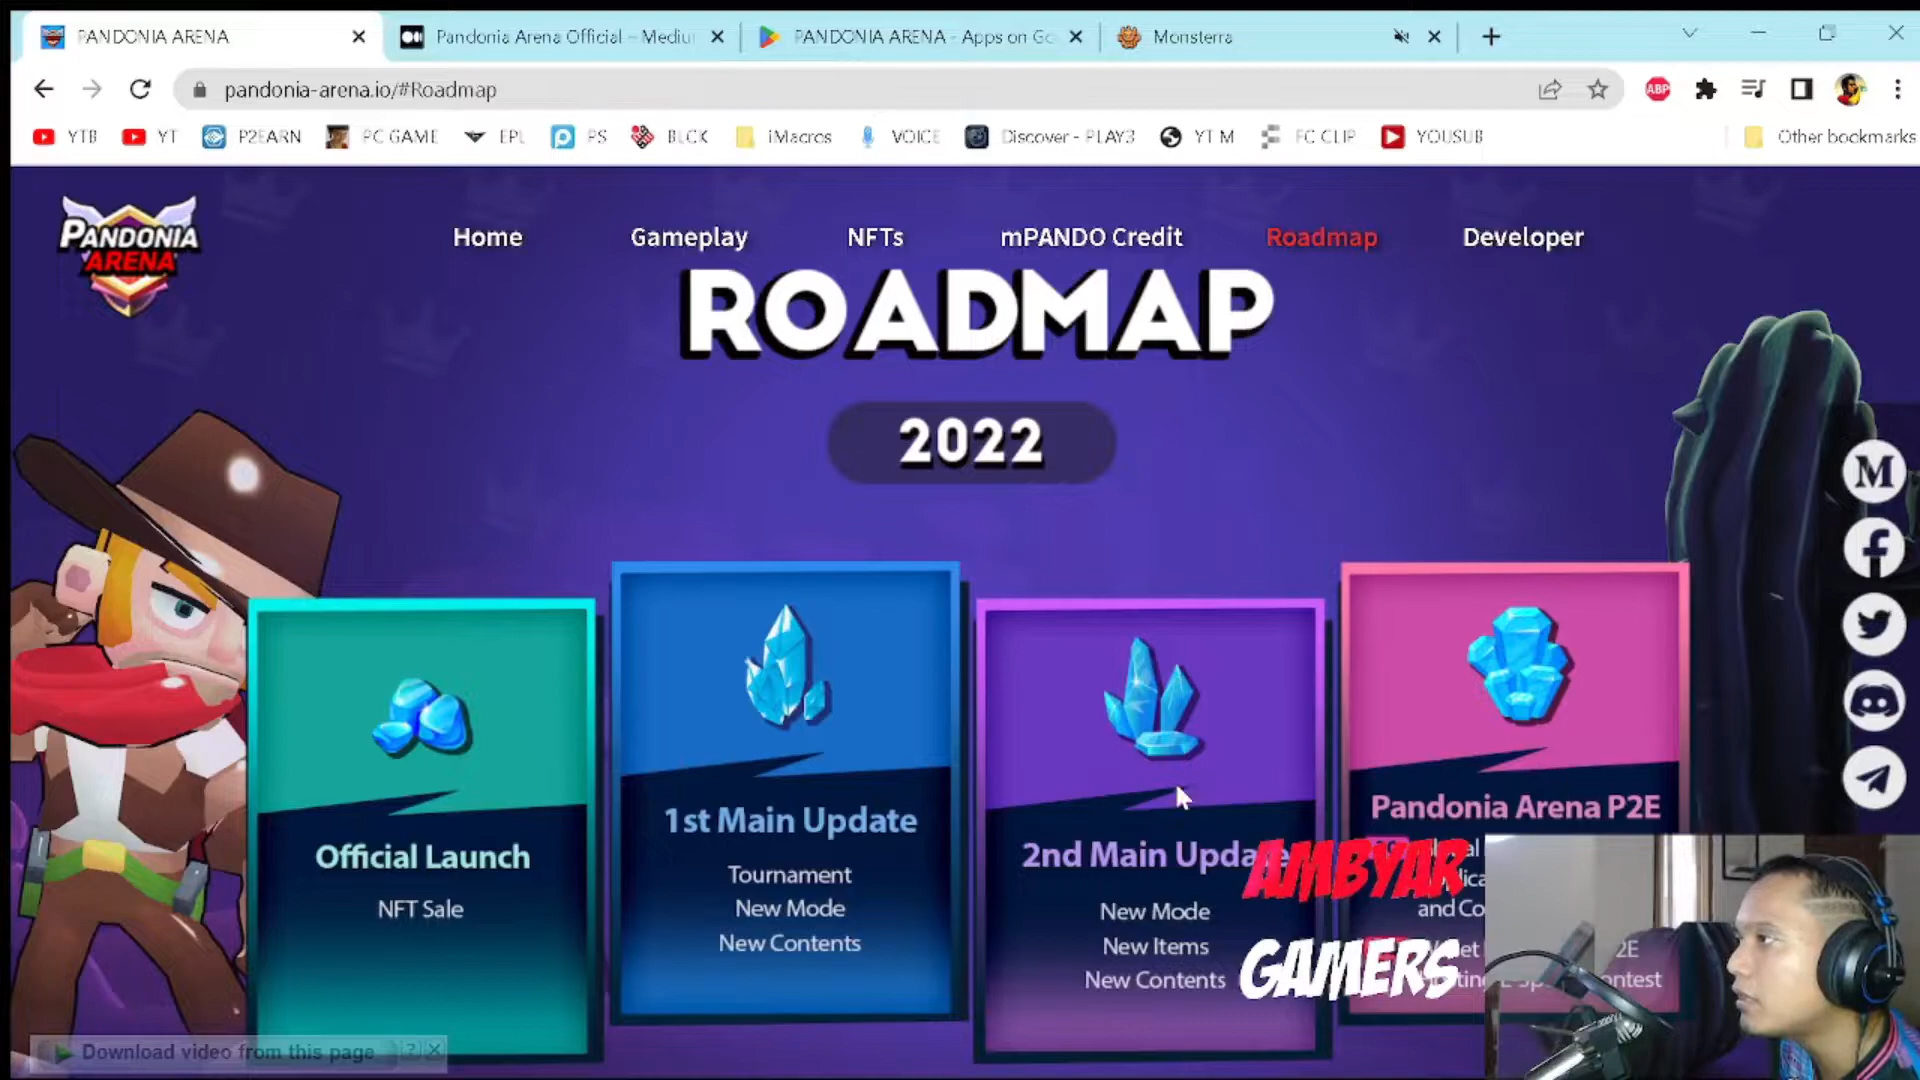 PANDONIA ARENA
Pandonia Arena Official – Mediu
PANDONIA ARENA - Apps on Go
Monsterra
pandonia-arena.io/#Roadmap
ABP
YTB
YT
P2EARN
PC GAME
EPL
PS
BLCK
iMacros
VOICE
Discover - PLAY3
YT M
FC CLIP
YOUSUB
Other bookmarks
PANDONIA
ARENA
Home
Gameplay
NFTs
mPANDO Credit
Roadmap
Developer
ROADMAP
2022
M
Official Launch
NFT Sale
1st Main Update
Tournament
New Mode
New Contents
2nd Main Upda
New Mode
New Items
New Contents
Pandonia Arena P2E
and Co
P2E
ontest
AMBYAR
GAMERS
Download video from this page